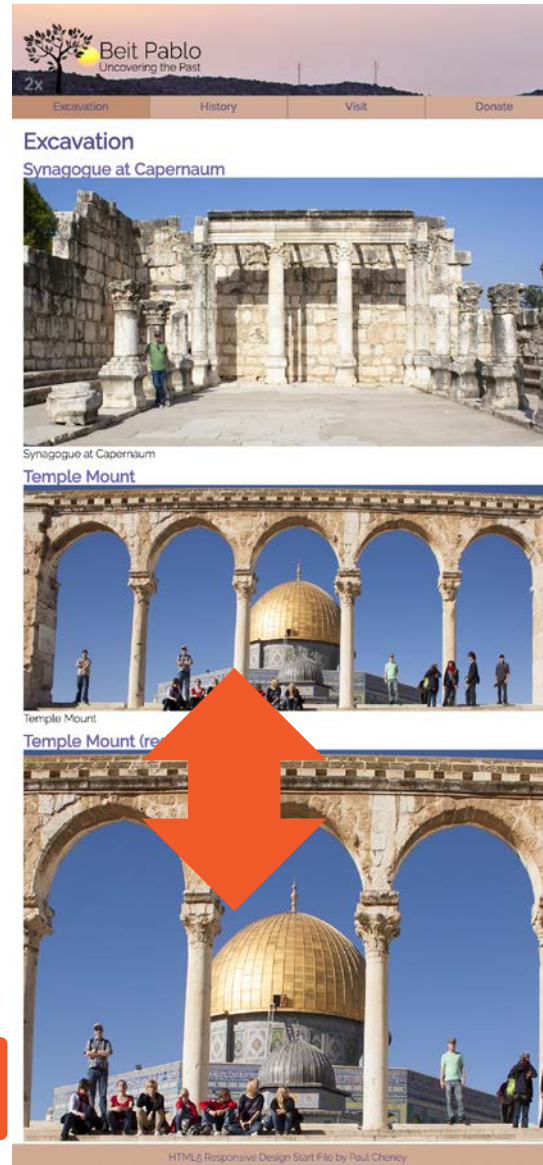 Beit Pablo
Uncovering the Past
2x
Excavation History Visit Donate
Excavation
Synagogue at Capernaum
Synagogue at Capernaum
Temple Mount
Temple Mount
Temple Mount
HTML5 Responsive Design Start File by Paul Cheney